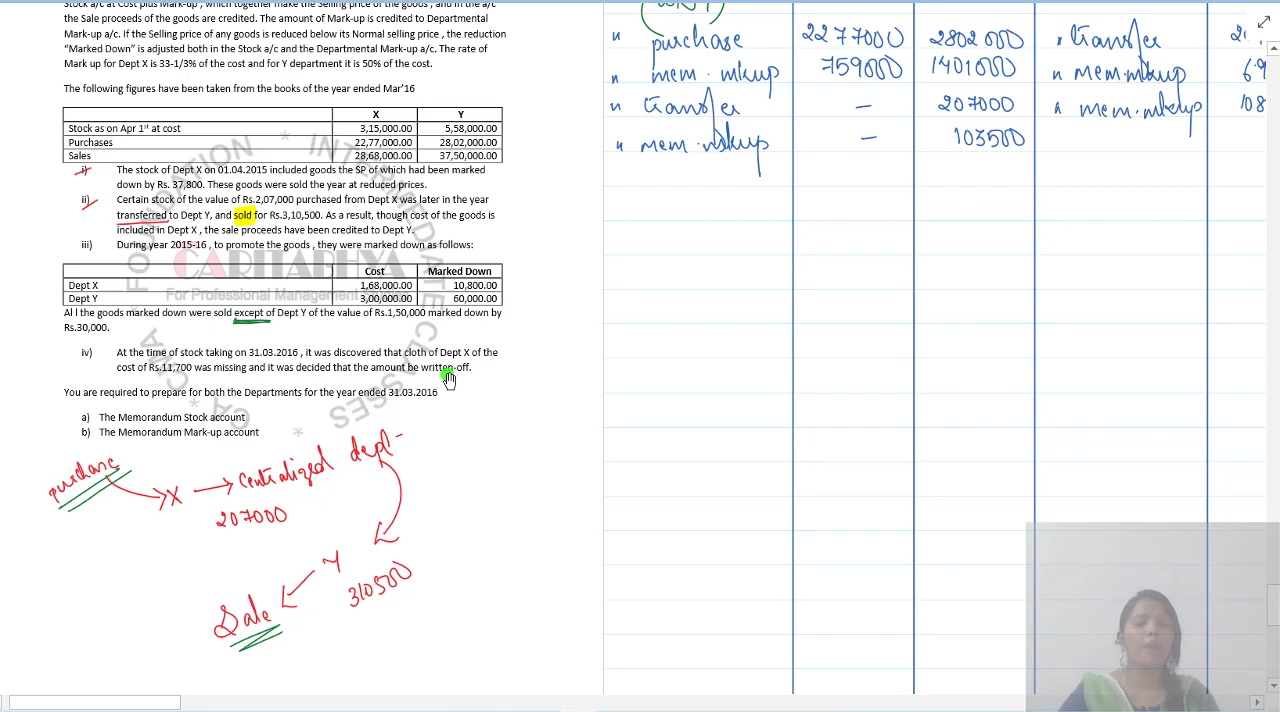 Stock a/c at Cost plus Mark-up , which together make the Selling price of the goods , and in the a/c
the Sale proceeds of the goods are credited. The amount of Mark-up is credited to Departmental
Mark-up a/c. If the Selling price of any goods is reduced below its Normal selling price , the reduction
"Marked Down" is adjusted both in the Stock a/c and the Departmental Mark-up a/c. The rate of
Mark up for Dept X is 33-1/3% of the cost and for Y department it is 50% of the cost.
The following figures have been taken from the books of the year ended Mar'16
X Y
Stock as on Apr 1st at cost 3,15,000.00 5,58,000.00
Purchases 22,77,000.00 28,02,000.00
Sales 28,68,000.00 37,50,000.00
i) The stock of Dept X on 01.04.2015 included goods the SP of which had been marked
down by Rs. 37,800. These goods were sold the year at reduced prices.
ii) Certain stock of the value of Rs.2,07,000 purchased from Dept X was later in the year
transferred to Dept Y, and sold for Rs.3,10,500. As a result, though cost of the goods is
included in Dept X , the sale proceeds have been credited to Dept Y.
iii) During year 2015-16 , to promote the goods , they were marked down as follows:
Cost Marked Down
Dept X 1,68,000.00 10,800.00
Dept Y 3,00,000.00 60,000.00
Al l the goods marked down were sold except of Dept Y of the value of Rs.1,50,000 marked down by
Rs.30,000.
iv) At the time of stock taking on 31.03.2016 , it was discovered that cloth of Dept X of the
cost of Rs.11,700 was missing and it was decided that the amount be written-off.
You are required to prepare for both the Departments for the year ended 31.03.2016
a) The Memorandum Stock account
b) The Memorandum Mark-up account
purchase
X → Centralized dept
207000
Y
310500
Sale
" purchase 2277000 2802000 " transfer
" mem. mkup 759000 1401000 " mem.mkup
" transfer – 207000 " mem.mkup 108
" mem. mkup – 103500
CARITAPHYA
For Professional Management Studies
* FOUNDATION * INTERMEDIATE CLASSES * CMA * CA